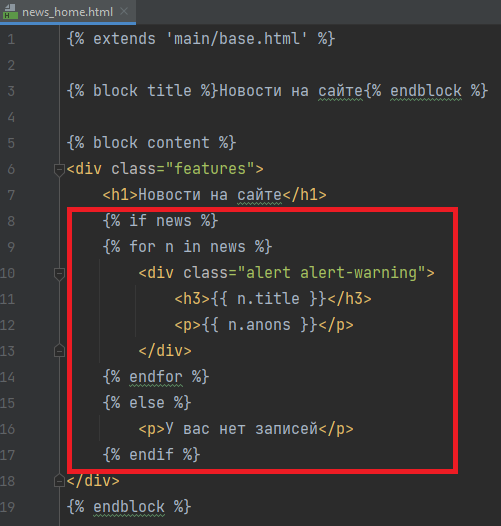 news_home.html
1 {% extends 'main/base.html' %}
2
3 {% block title %}Новости на сайте{% endblock %}
4
5 {% block content %}
6 <div class="features">
7     <h1>Новости на сайте</h1>
8     {% if news %}
9     {% for n in news %}
10         <div class="alert alert-warning">
11             <h3>{{ n.title }}</h3>
12             <p>{{ n.anons }}</p>
13         </div>
14     {% endfor %}
15     {% else %}
16         <p>У вас нет записей</p>
17     {% endif %}
18 </div>
19 {% endblock %}